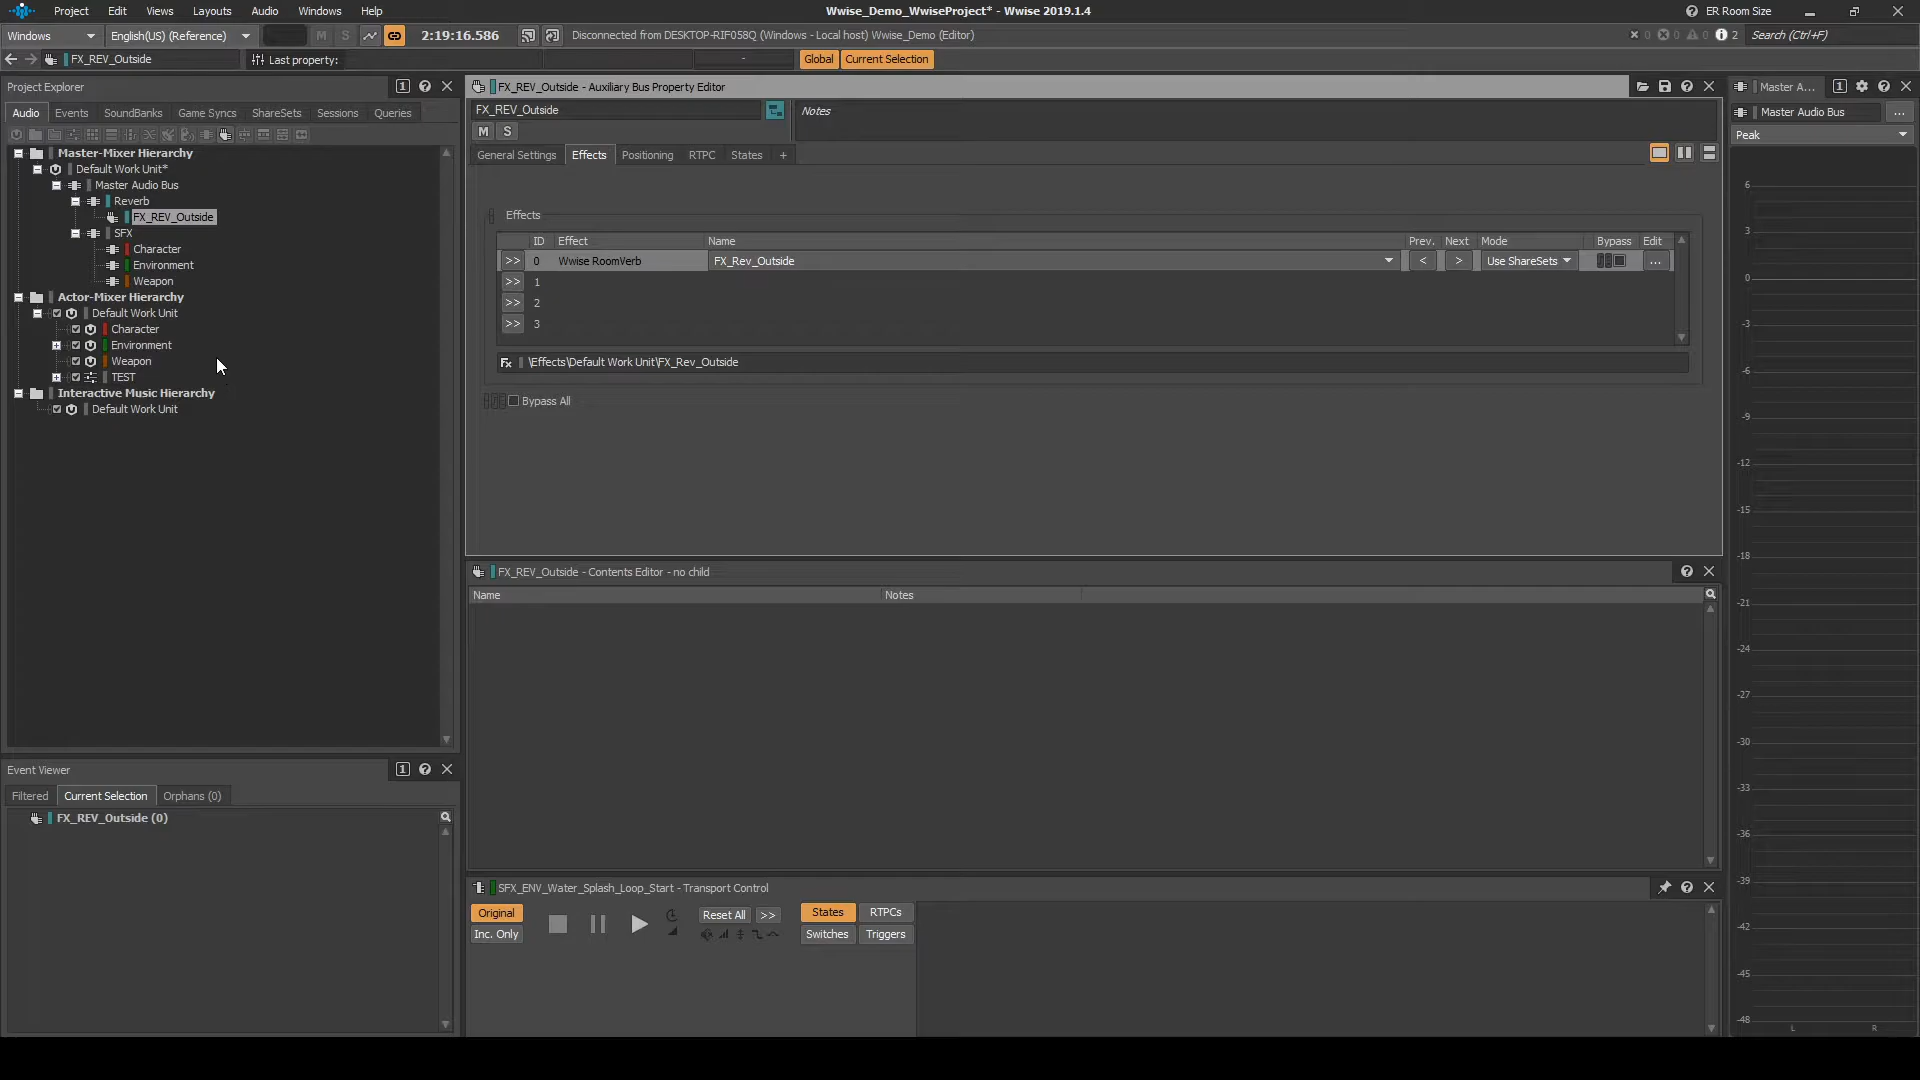 Project Edit Views Layouts Audio Windows Help
Wwise_Demo_WwiseProject* - Wwise 2019.1.4
ER Room Size
Windows English(US) (Reference) M S 2:19:16.586 Disconnected from DESKTOP-RIF058Q (Windows - Local host) Wwise_Demo (Editor) 0 0 0 2 Search (Ctrl+F)
FX_REV_Outside Last property: - Global Current Selection
Project Explorer 1
Audio Events SoundBanks Game Syncs ShareSets Sessions Queries
Master-Mixer Hierarchy
Default Work Unit*
Master Audio Bus
Reverb
FX_REV_Outside
SFX
Character
Environment
Weapon
Actor-Mixer Hierarchy
Default Work Unit
Character
Environment
Weapon
TEST
Interactive Music Hierarchy
Default Work Unit
Event Viewer 1
Filtered Current Selection Orphans (0)
FX_REV_Outside (0)
FX_REV_Outside - Auxiliary Bus Property Editor
FX_REV_Outside Notes
M S
General Settings Effects Positioning RTPC States +
Effects
ID Effect Name Prev. Next Mode Bypass Edit
>> 0 Wwise RoomVerb FX_Rev_Outside < > Use ShareSets ...
>> 1
>> 2
>> 3
Fx \Effects\Default Work Unit\FX_Rev_Outside
Bypass All
FX_REV_Outside - Contents Editor - no child
Name Notes
SFX_ENV_Water_Splash_Loop_Start - Transport Control
Original Reset All >> States RTPCs
Inc. Only Switches Triggers
Master A... 1
Master Audio Bus ...
Peak
6
3
0
-3
-6
-9
-12
-15
-18
-21
-24
-27
-30
-33
-36
-39
-42
-45
-48
L R